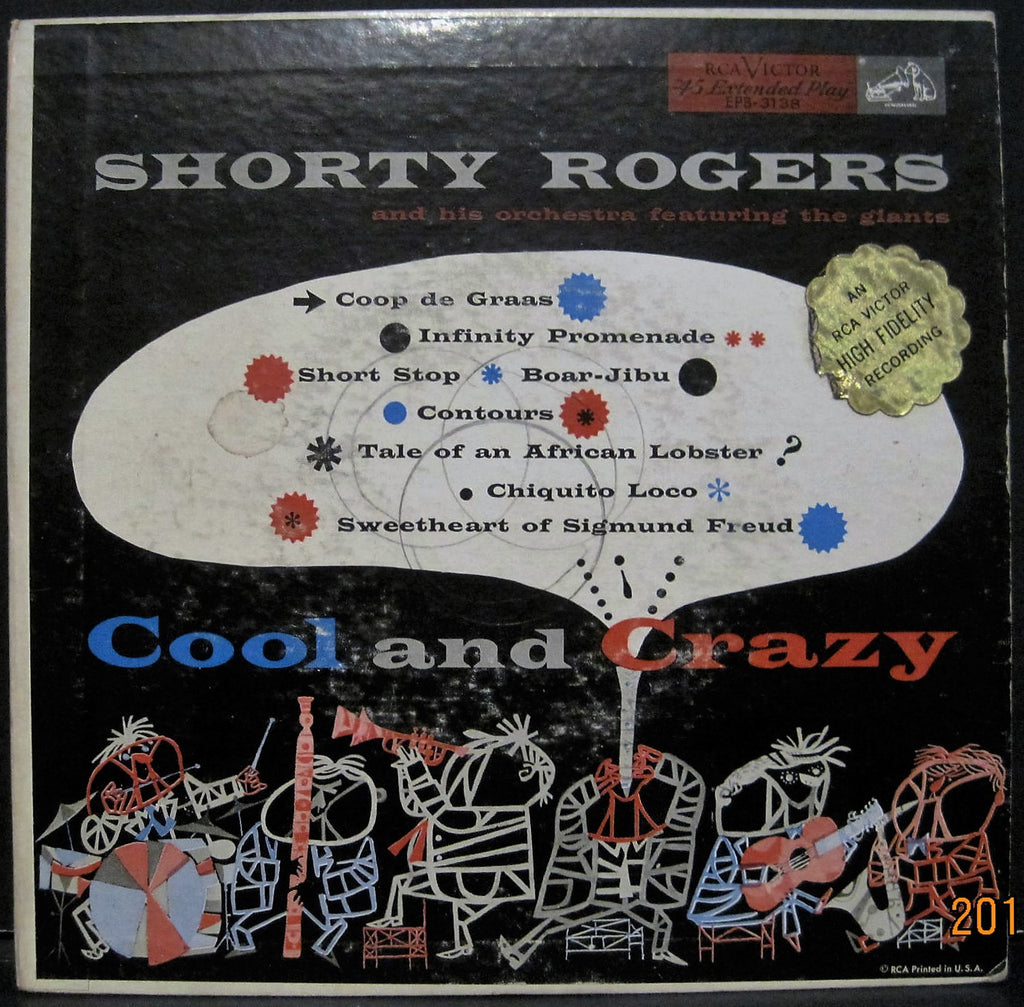 RCA VICTOR
45 Extended Play
EPB-3138
SHORTY ROGERS
and his orchestra featuring the giants
AN
RCA VICTOR
HIGH FIDELITY
RECORDING
Coop de Graas
Infinity Promenade
Short Stop * Boar-Jibu
Contours
Tale of an African Lobster ?
Chiquito Loco
Sweetheart of Sigmund Freud
Cool and Crazy
201
© RCA Printed in U.S.A.